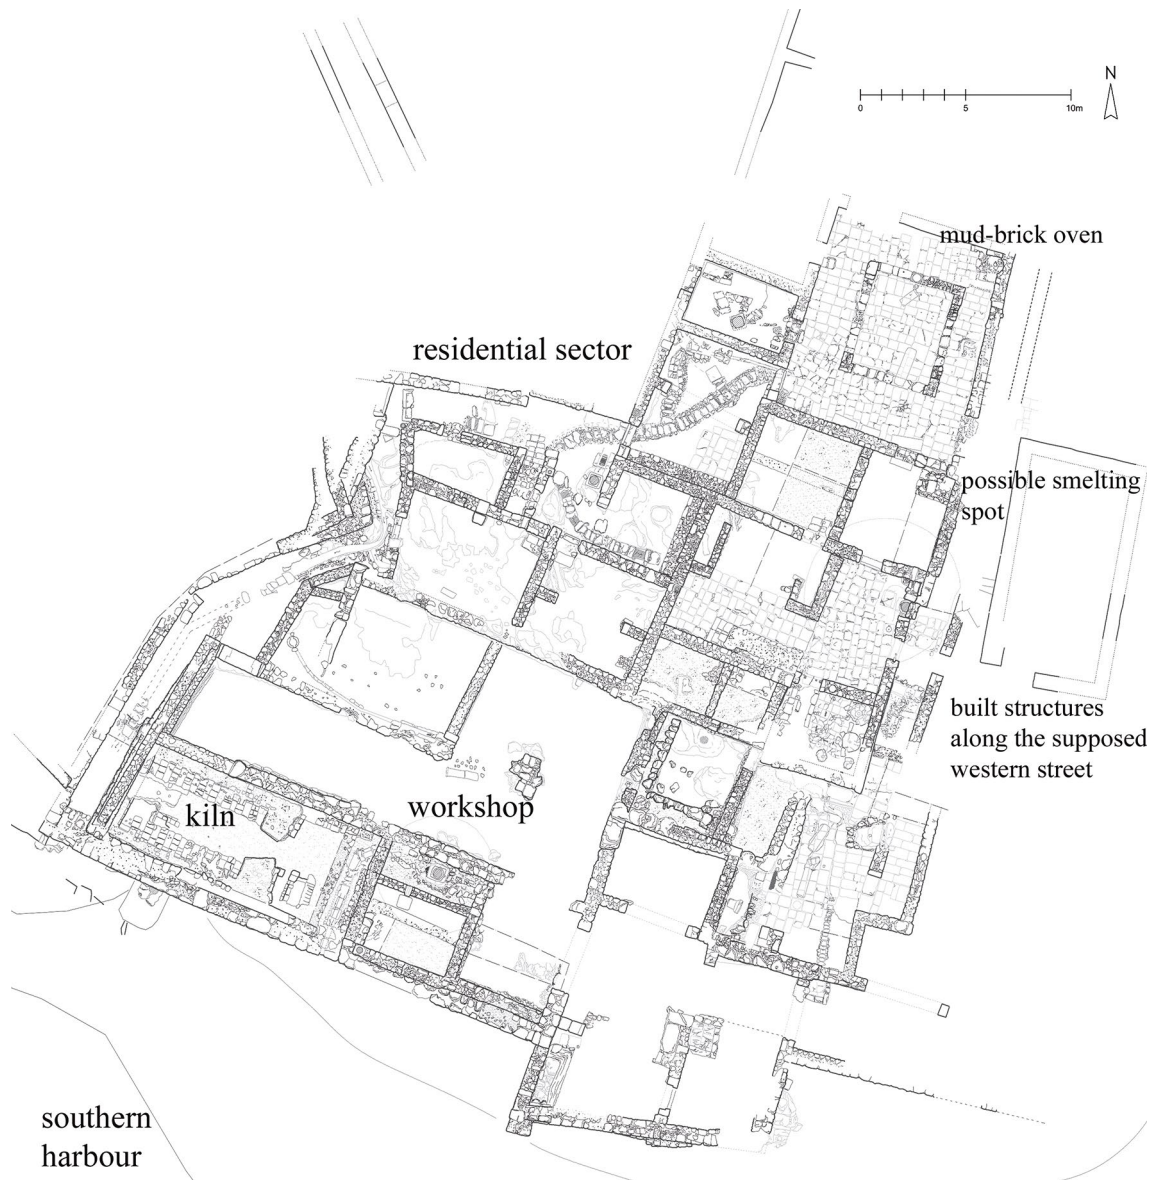 N
0 5 10m
mud-brick oven
residential sector
possible smelting
spot
built structures
along the supposed
western street
kiln
workshop
southern
harbour